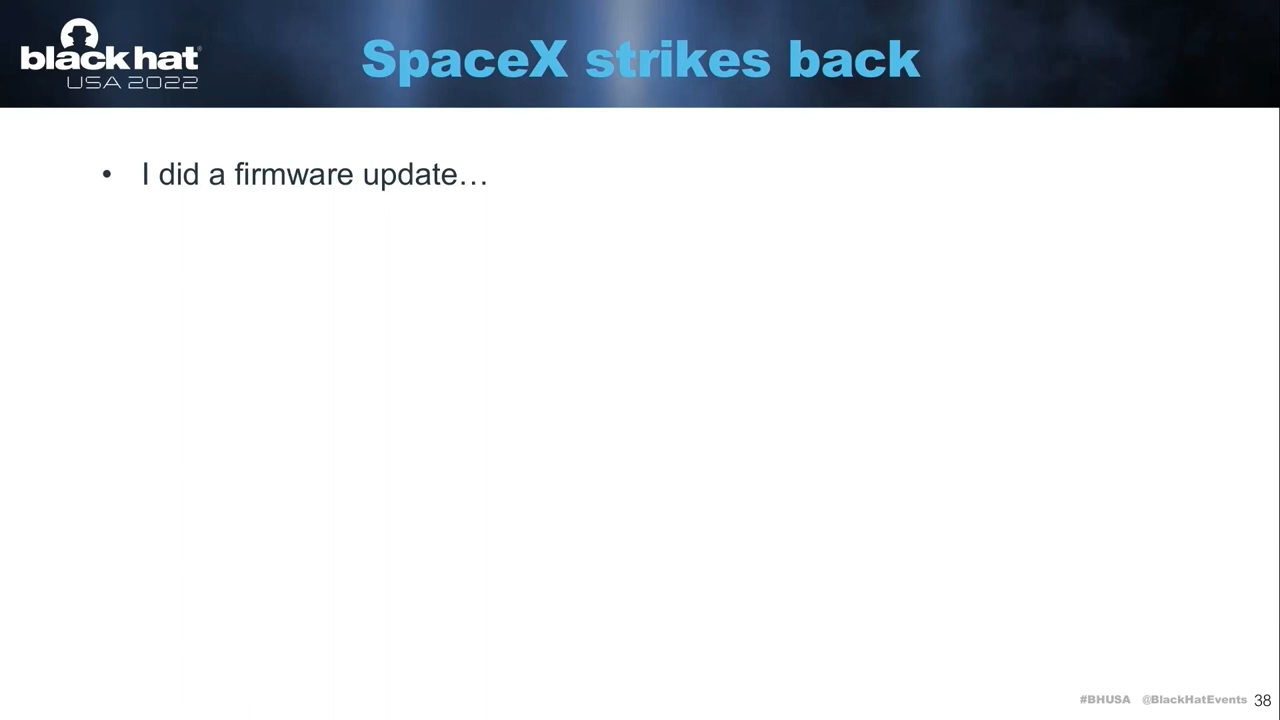 black hat
USA 2022
SpaceX strikes back
• I did a firmware update…
#BHUSA @BlackHatEvents 38